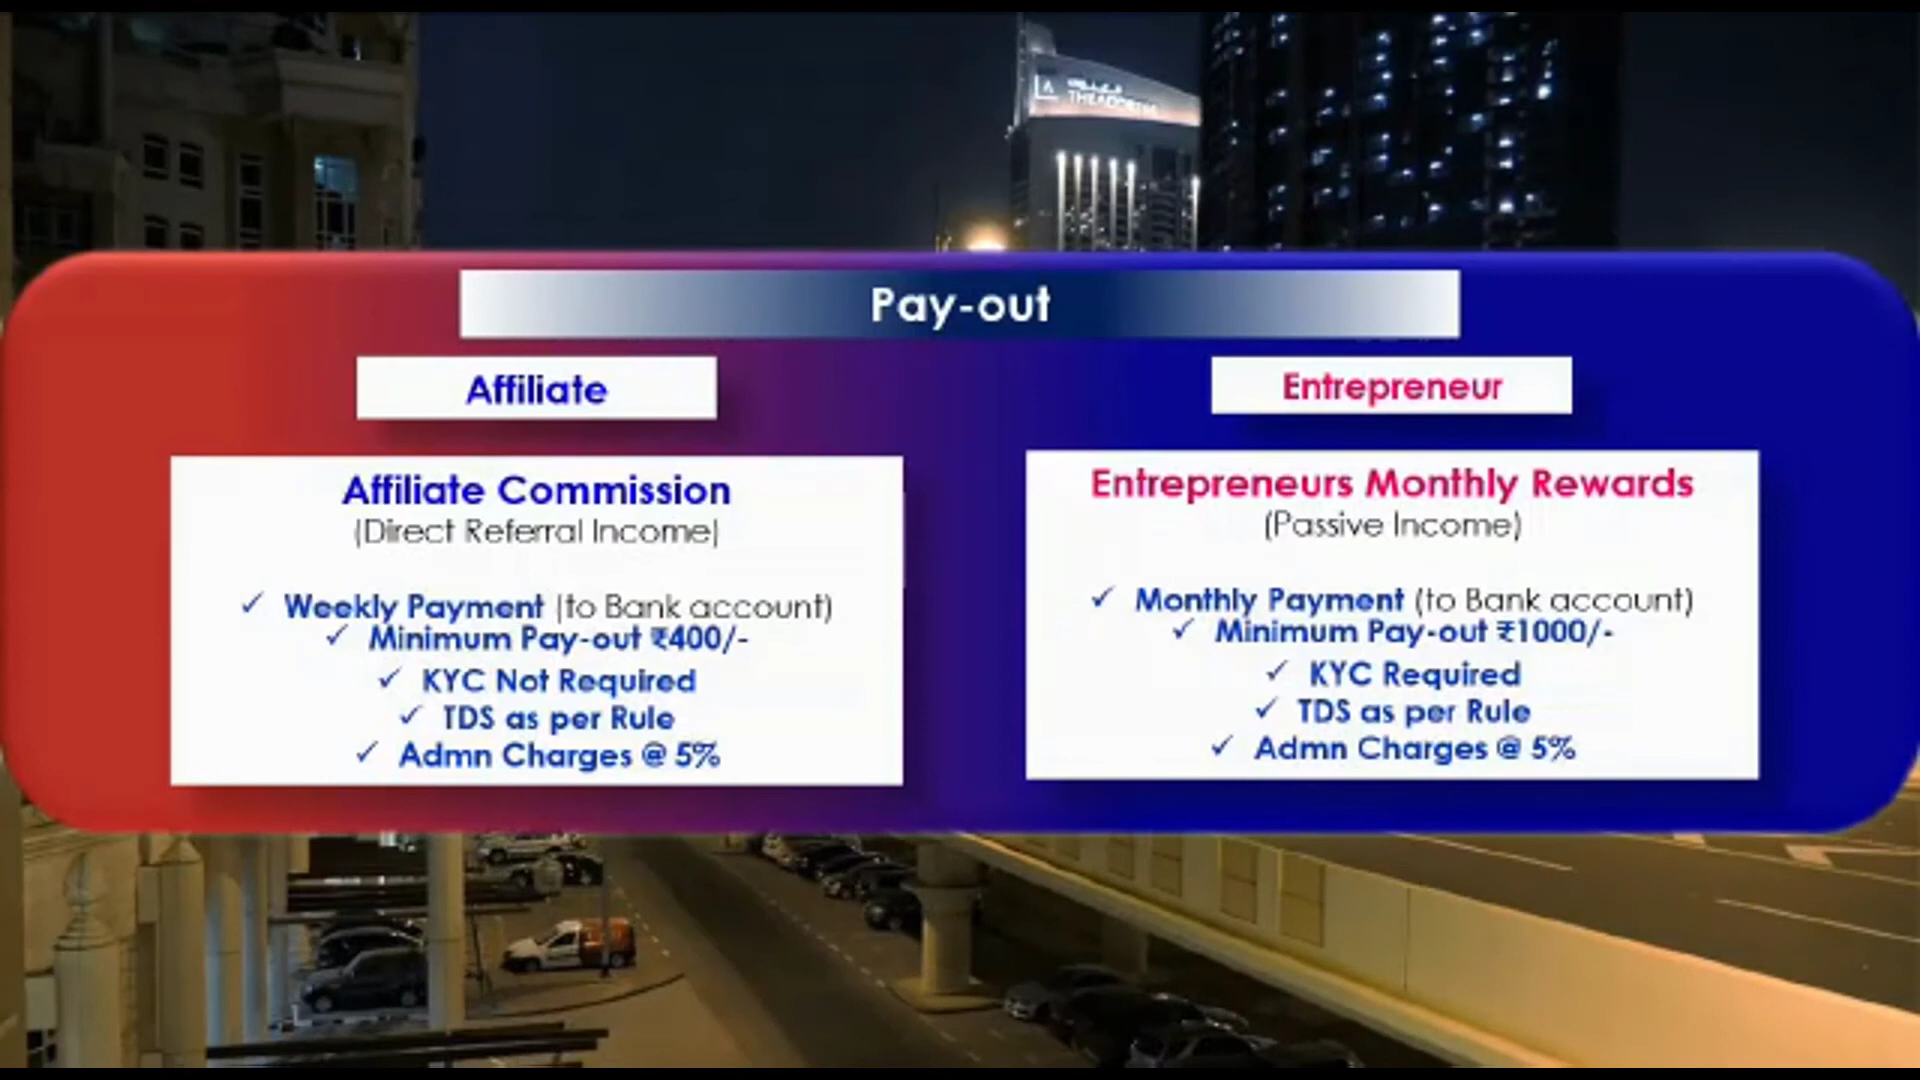 Pay-out
Affiliate
Entrepreneur
Affiliate Commission
(Direct Referral Income)
✓ Weekly Payment (to Bank account)
✓ Minimum Pay-out ₹400/-
✓ KYC Not Required
✓ TDS as per Rule
✓ Admn Charges @ 5%
Entrepreneurs Monthly Rewards
(Passive Income)
✓ Monthly Payment (to Bank account)
✓ Minimum Pay-out ₹1000/-
✓ KYC Required
✓ TDS as per Rule
✓ Admn Charges @ 5%